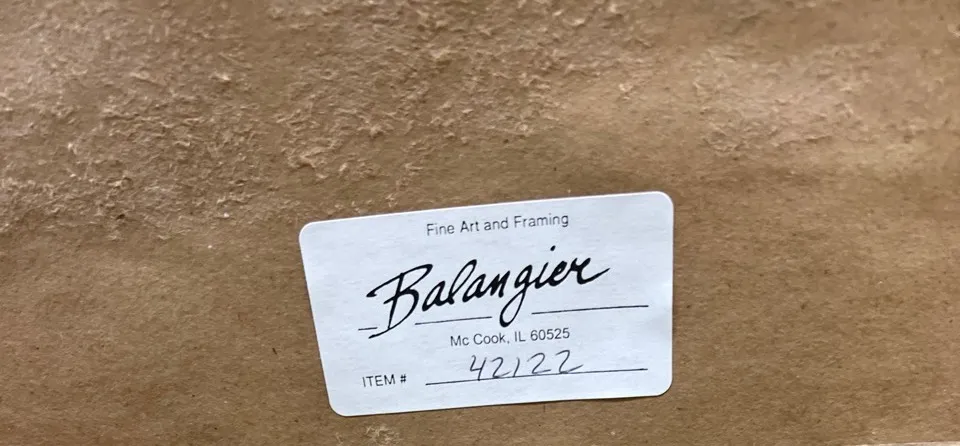 Fine Art and Framing
Balangier
Mc Cook, IL 60525
ITEM # 42122